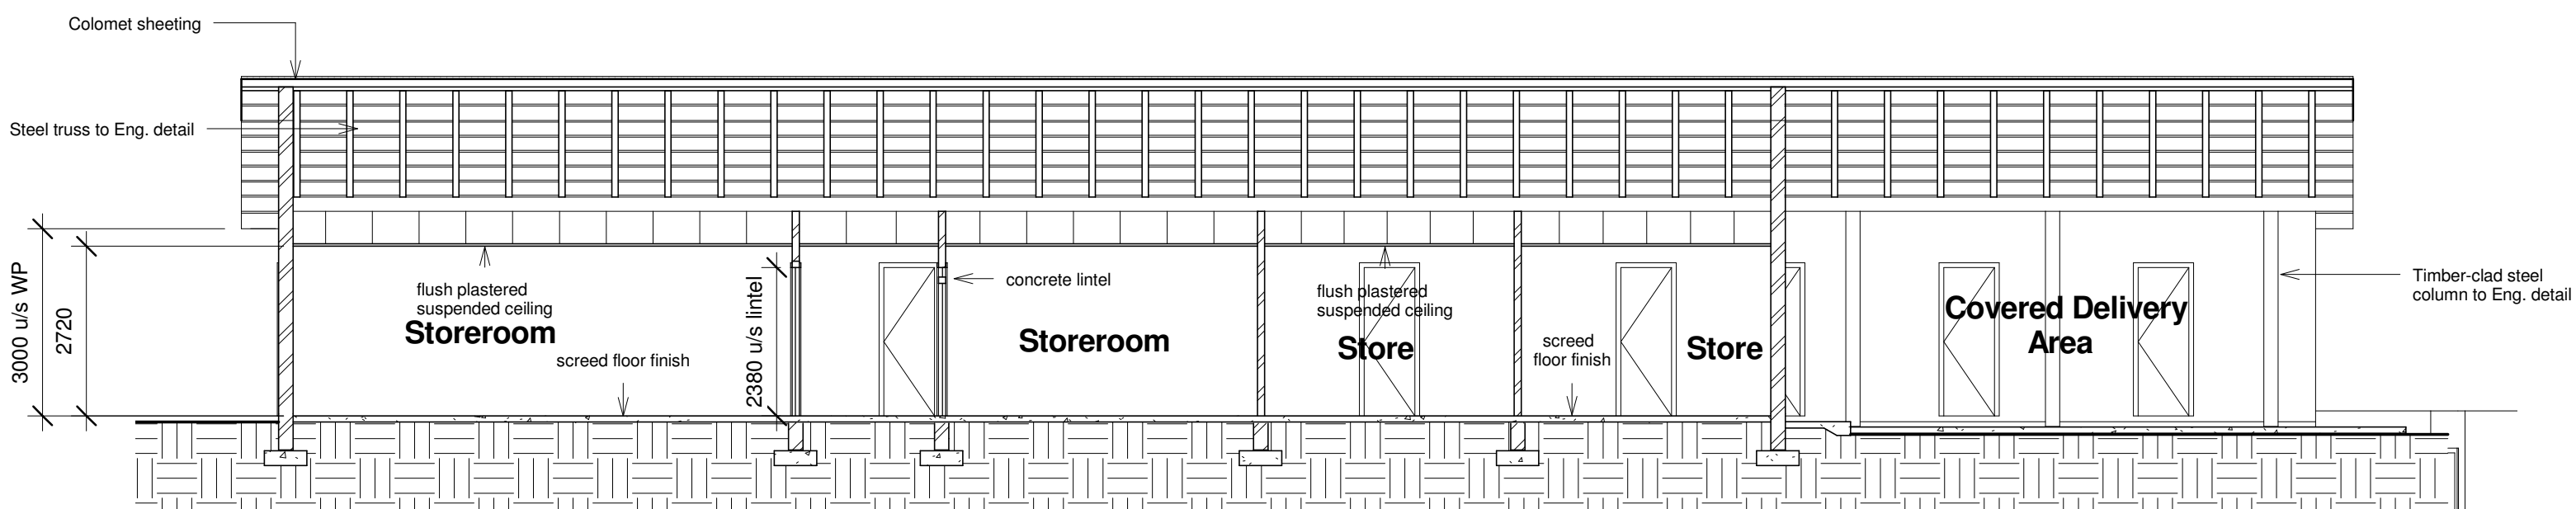 Colomet sheeting
Steel truss to Eng. detail
3000 u/s WP
2720
flush plastered
suspended ceiling
Storeroom
screed floor finish
2380 u/s lintel
concrete lintel
Storeroom
flush plastered
suspended ceiling
Store
screed
floor finish
Store
Covered Delivery
Area
Timber-clad steel
column to Eng. detail